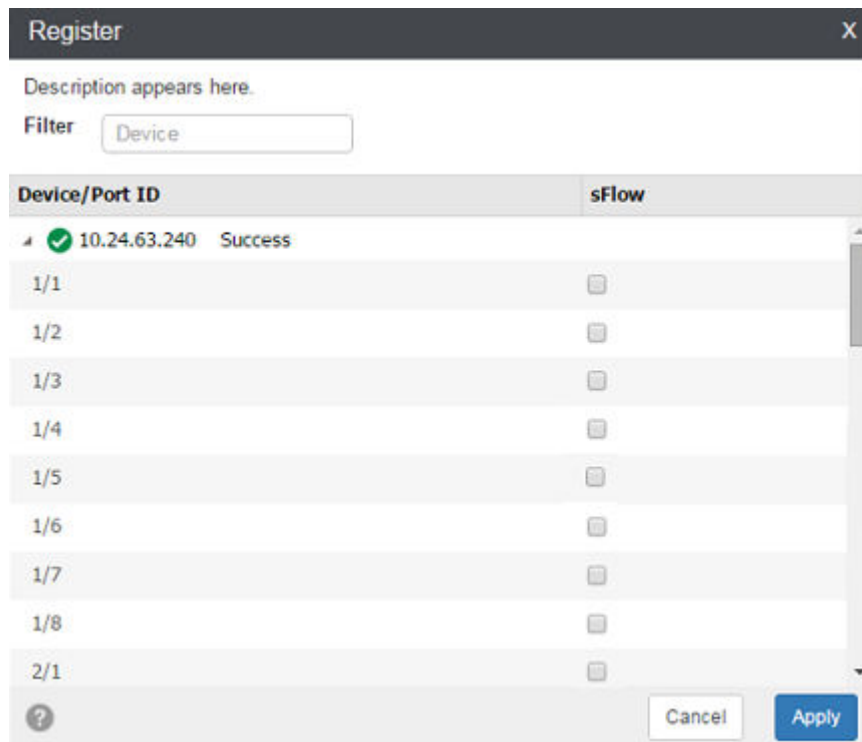 Register X
Description appears here.
Filter Device
Device/Port ID sFlow
10.24.63.240 Success
1/1
1/2
1/3
1/4
1/5
1/6
1/7
1/8
2/1
? Cancel Apply